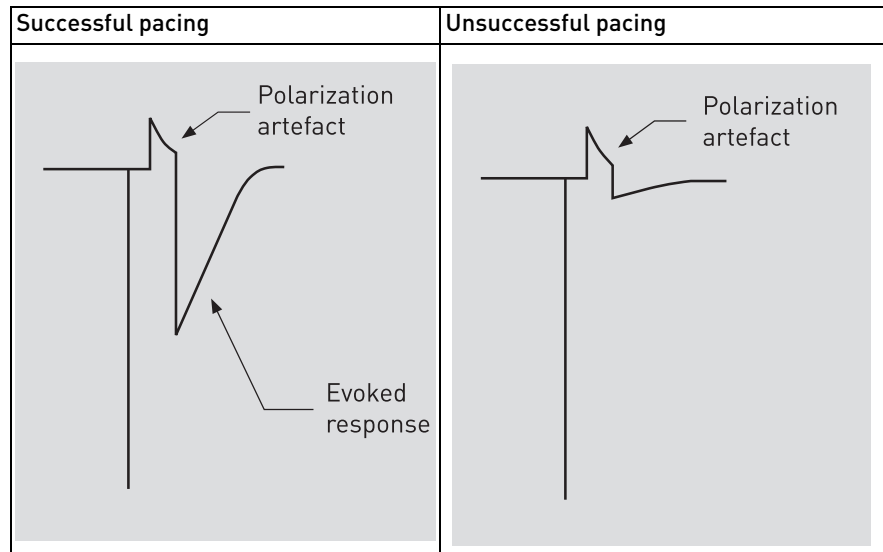 Successful pacing
Unsuccessful pacing
Polarization
artefact
Evoked
response
Polarization
artefact